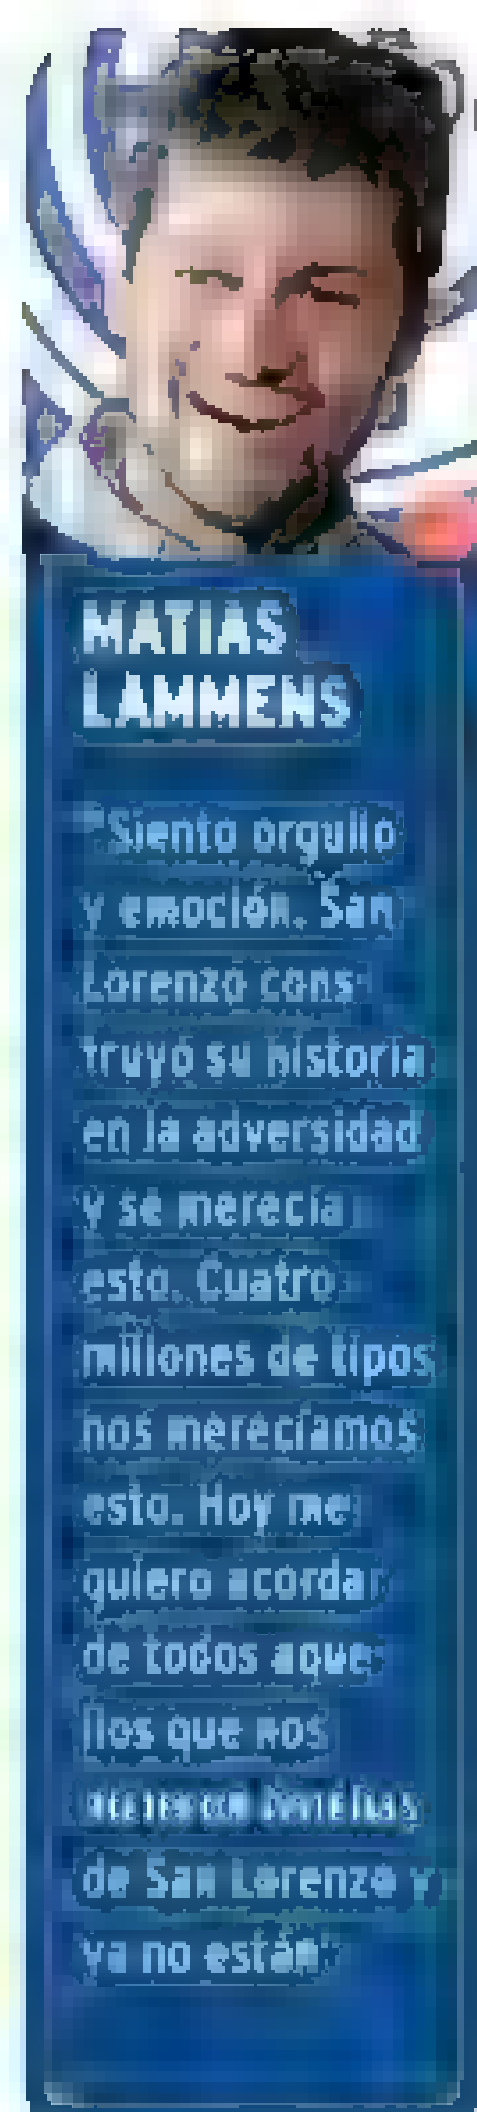 MATIAS
LAMMENS
"Siento orgullo
y emoción. San
Lorenzo cons-
truyó su historia
en la adversidad
y se merecía
esto. Cuatro
millones de tipos
nos merecíamos
esto. Hoy me
quiero acordar
de todos aque-
llos que nos
hicieron hinchas
de San Lorenzo y
ya no están"